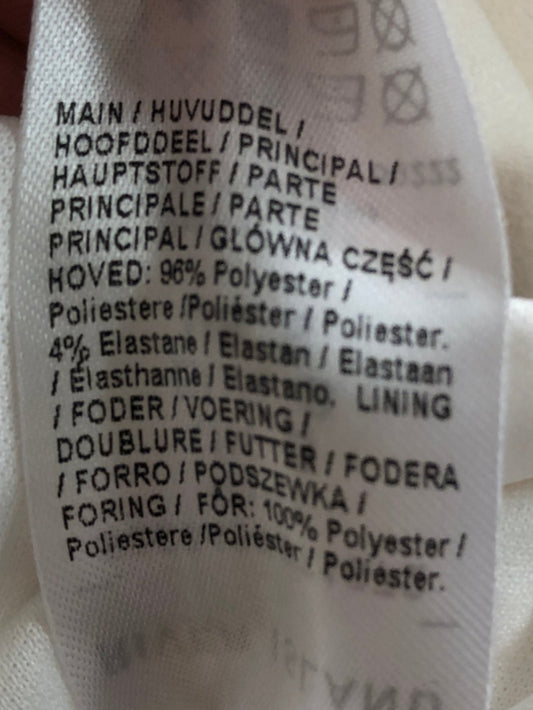 MAIN / HUVUDDEL /
HOOFDDEEL / PRINCIPAL /
HAUPTSTOFF / PARTE
PRINCIPALE / PARTE
PRINCIPAL / GLÓWNA CZĘŚĆ /
HOVED: 96% Polyester /
Poliestere /Poliéster / Poliester.
4% Elastane / Elastan / Elastaan
/ Élasthanne / Elastano. LINING
/ FODER / VOERING /
DOUBLURE / FUTTER / FODERA
/ FORRO / PODSZEWKA /
FORING / FÓR: 100% Polyester /
Poliestere /Poliéster / Poliester.